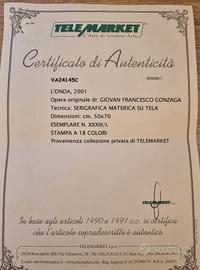 TELEMARKET
L'Arte di vendere Arte.
Certificato di Autenticità
VA24145C
L'ONDA, 2001
Opera originale di: GIOVAN FRANCESCO GONZAGA
Tecnica: SERIGRAFICA MATERICA SU TELA
Dimensioni: cm. 50x70
ESEMPLARE N. XXXIII/L
STAMPA A 18 COLORI
Provenienza collezione privata di TELEMARKET
TELEMARKET
In base agli articoli 1490 e 1491 c.c. si certifica
che l'articolo sopradescritto è autentico
TELEMARKET s.p.a.